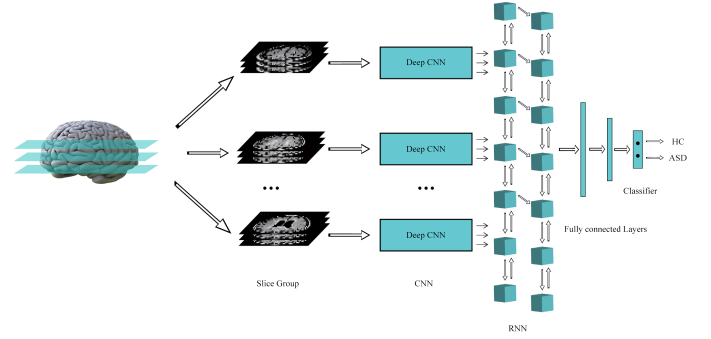 Deep CNN
HC
Deep CNN
ASD
Classifier
Deep CNN
Fully connected Layers
Slice Group
CNN
RNN